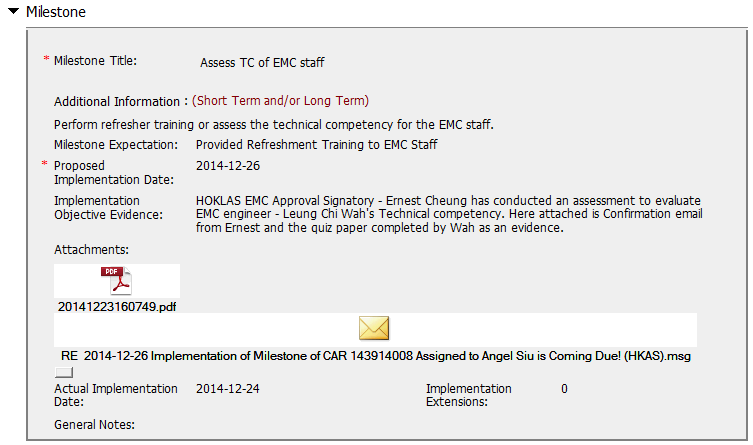 Milestone
* Milestone Title: Assess TC of EMC staff
Additional Information : (Short Term and/or Long Term)
Perform refresher training or assess the technical competency for the EMC staff.
Milestone Expectation: Provided Refreshment Training to EMC Staff
* Proposed 2014-12-26
Implementation Date:
Implementation HOKLAS EMC Approval Signatory - Ernest Cheung has conducted an assessment to evaluate
Objective Evidence: EMC engineer - Leung Chi Wah's Technical competency. Here attached is Confirmation email
from Ernest and the quiz paper completed by Wah as an evidence.
Attachments:
PDF
20141223160749.pdf
RE 2014-12-26 Implementation of Milestone of CAR 143914008 Assigned to Angel Siu is Coming Due! (HKAS).msg
Actual Implementation 2014-12-24 Implementation 0
Date: Extensions:
General Notes: